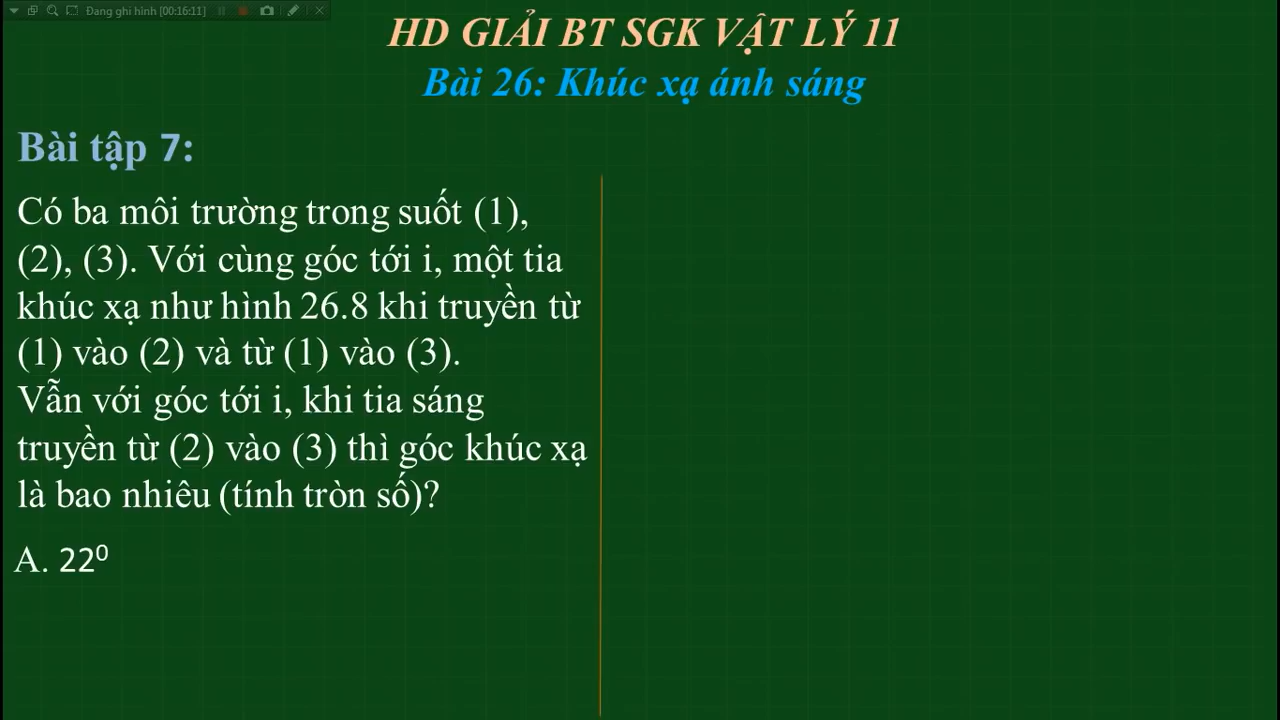 Đang ghi hình [00:16:11]
HD GIẢI BT SGK VẬT LÝ 11
Bài 26: Khúc xạ ánh sáng
Bài tập 7:
Có ba môi trường trong suốt (1),
(2), (3). Với cùng góc tới i, một tia
khúc xạ như hình 26.8 khi truyền từ
(1) vào (2) và từ (1) vào (3).
Vẫn với góc tới i, khi tia sáng
truyền từ (2) vào (3) thì góc khúc xạ
là bao nhiêu (tính tròn số)?
A. 22⁰